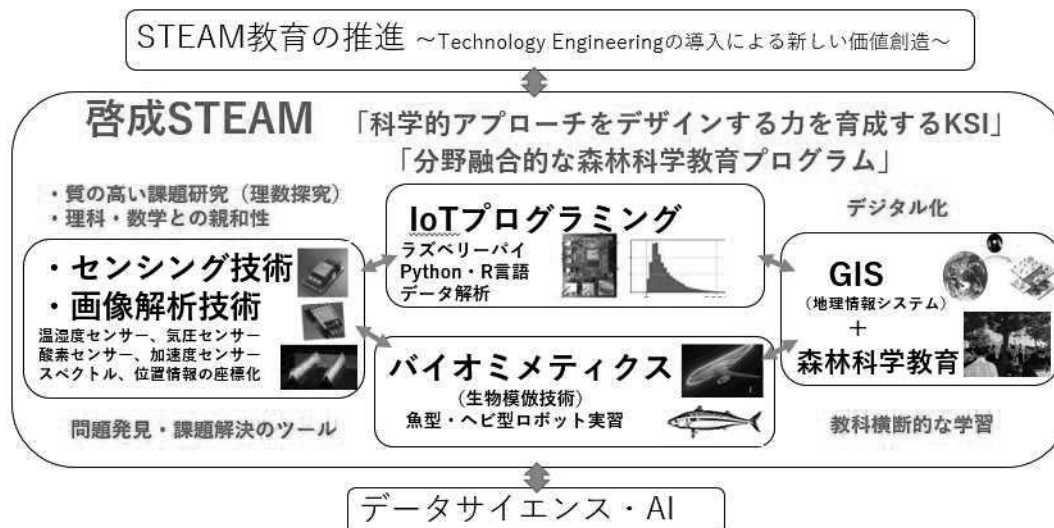 STEAM教育の推進 ～Technology Engineeringの導入による新しい価値創造～
啓成STEAM 「科学的アプローチをデザインする力を育成するKSI」
「分野融合的な森林科学教育プログラム」
・質の高い課題研究（理数探究）
・理科・数学との親和性
・センシング技術
・画像解析技術
温湿度センサー、気圧センサー
酸素センサー、加速度センサー
スペクトル、位置情報の座標化
問題発見・課題解決のツール
IoTプログラミング
ラズベリーパイ
Python・R言語
データ解析
バイオミメティクス
（生物模倣技術）
魚型・ヘビ型ロボット実習
デジタル化
GIS
（地理情報システム）
＋
森林科学教育
教科横断的な学習
データサイエンス・AI